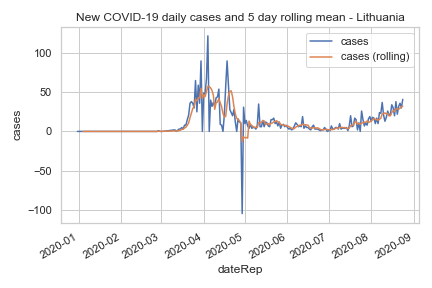 New COVID-19 daily cases and 5 day rolling mean - Lithuania
cases
cases (rolling)
100
50
0
−50
−100
cases
2020-01
2020-02
2020-03
2020-04
2020-05
2020-06
2020-07
2020-08
2020-09
dateRep